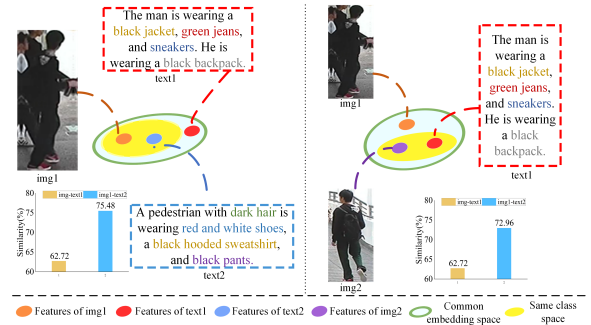 The man is wearing a
black jacket, green jeans,
and sneakers. He is
wearing a black backpack.
text1
img1
80
75
70
65
60
Similarity(%)
img-text1
img1-text2
62.72
75.48
A pedestrian with dark hair is
wearing red and white shoes,
a black hooded sweatshirt,
and black pants.
text2
img1
The man is
wearing a
black jacket,
green jeans,
and sneakers.
He is wearing
a black
backpack.
text1
img2
80
75
70
65
60
Similarity(%)
img-text1
img1-text2
62.72
72.96
Features of img1
Features of text1
Features of text2
Features of img2
Common
embedding space
Same class
space